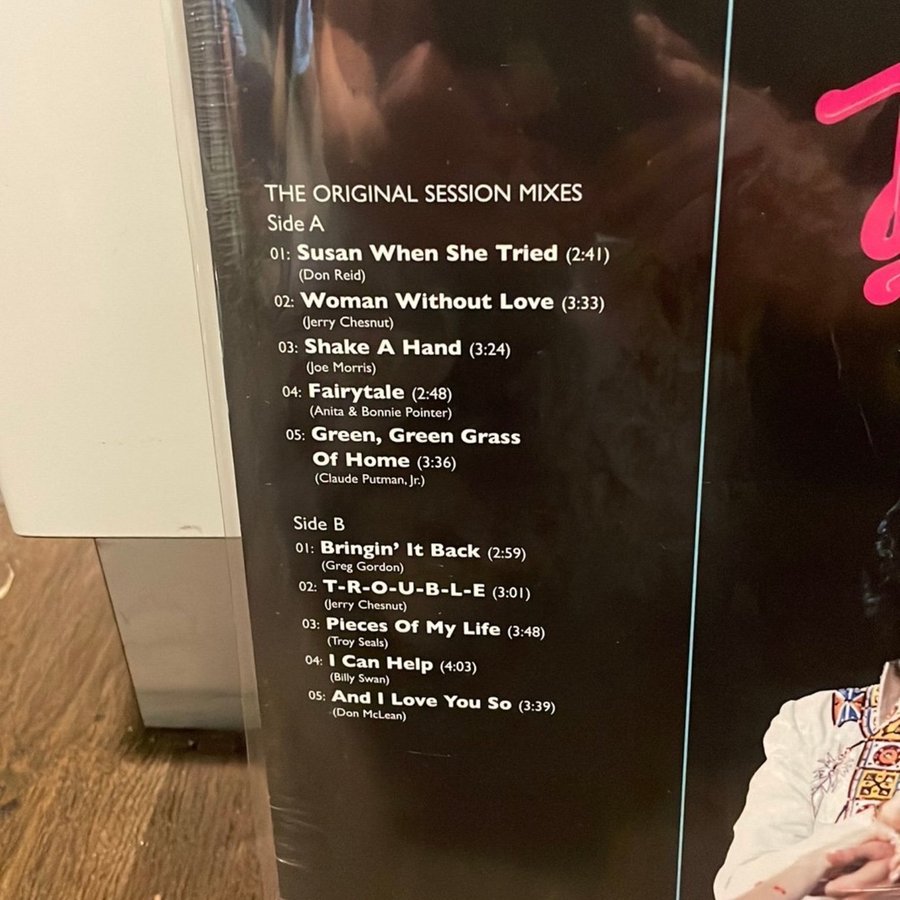 THE ORIGINAL SESSION MIXES
Side A
01: Susan When She Tried (2:41)
(Don Reid)
02: Woman Without Love (3:33)
(Jerry Chesnut)
03: Shake A Hand (3:24)
(Joe Morris)
04: Fairytale (2:48)
(Anita & Bonnie Pointer)
05: Green, Green Grass
Of Home (3:36)
(Claude Putman, Jr.)
Side B
01: Bringin' It Back (2:59)
(Greg Gordon)
02: T-R-O-U-B-L-E (3:01)
(Jerry Chesnut)
03: Pieces Of My Life (3:48)
(Troy Seals)
04: I Can Help (4:03)
(Billy Swan)
05: And I Love You So (3:39)
(Don McLean)